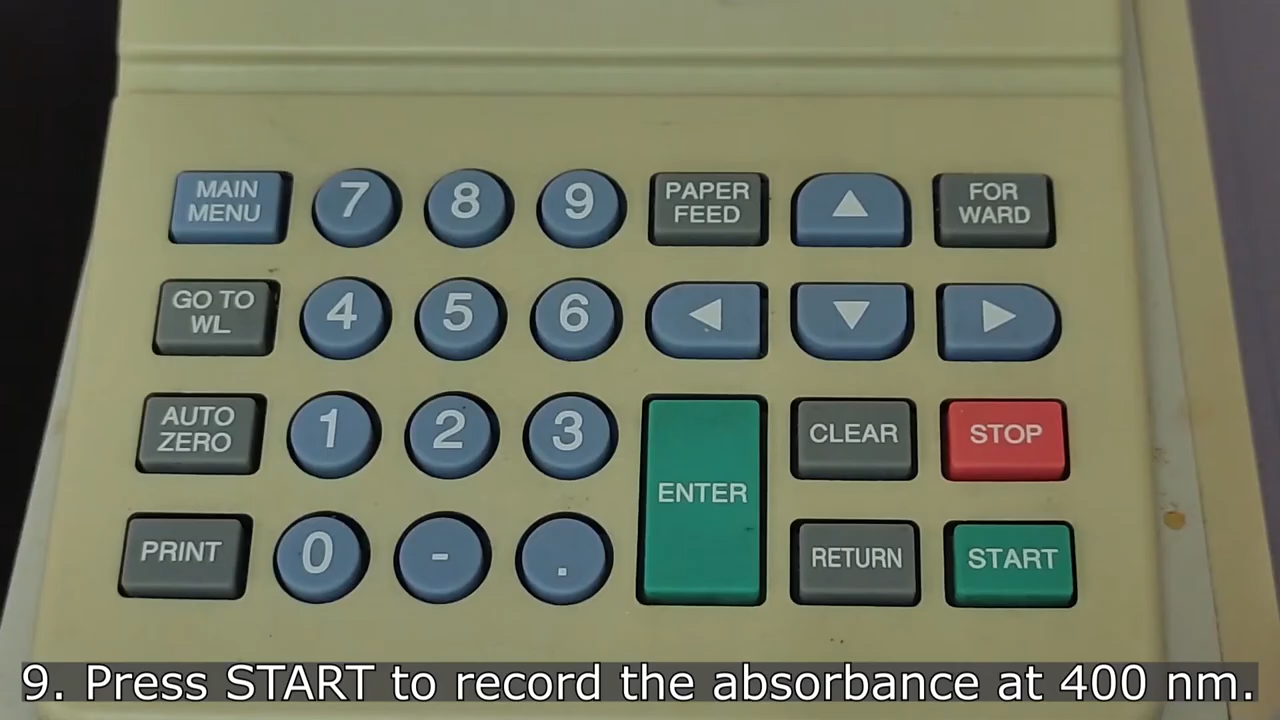 MAIN
MENU
7
8
9
PAPER
FEED
FOR
WARD
GO TO
WL
4
5
6
AUTO
ZERO
1
2
3
ENTER
CLEAR
STOP
PRINT
0
-
.
RETURN
START
9. Press START to record the absorbance at 400 nm.